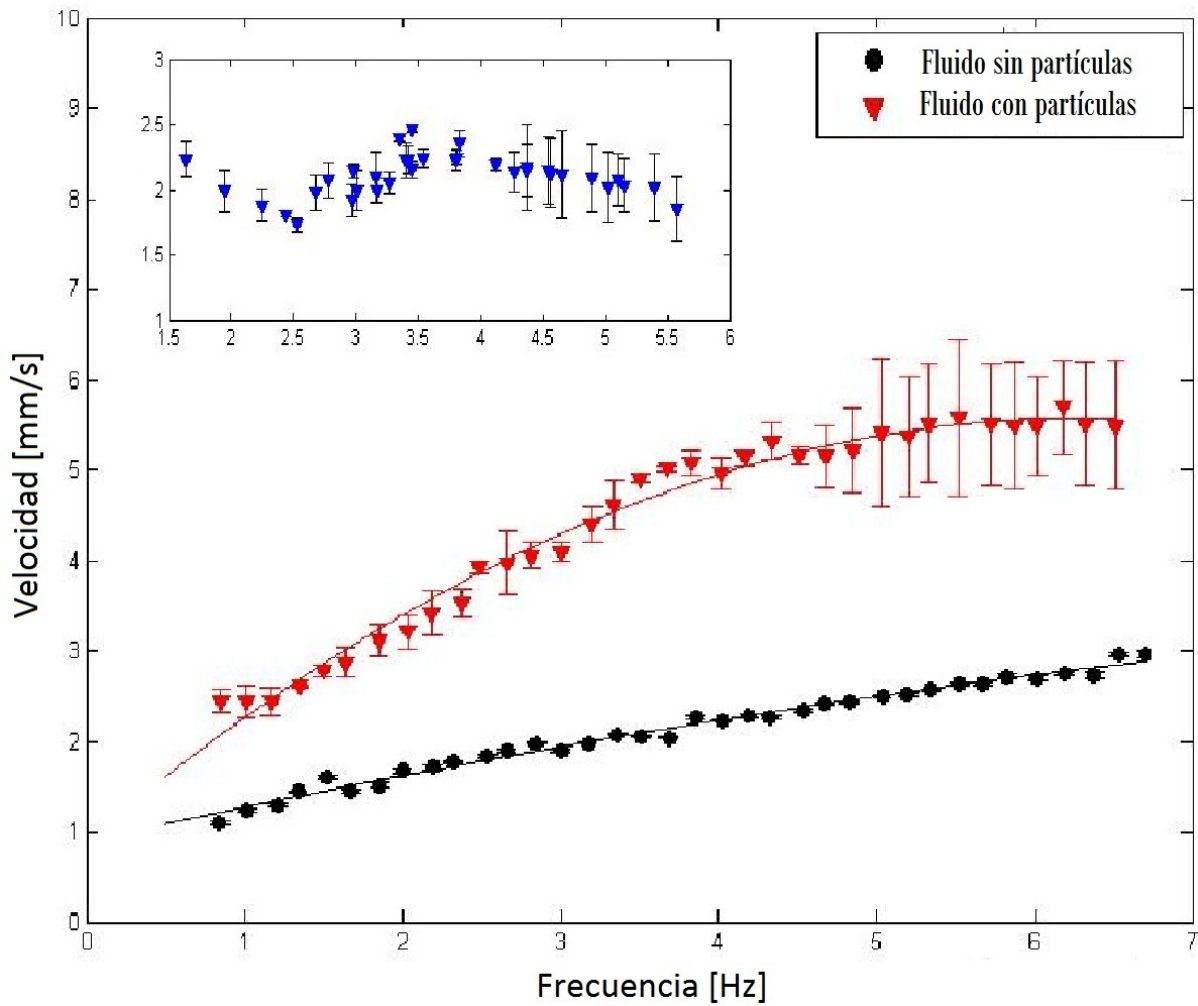 10
9
8
7
6
5
4
3
2
1
0
Velocidad [mm/s]
3
2.5
2
1.5
1
1.5 2 2.5 3 3.5 4 4.5 5 5.5 6
Fluido sin partículas
Fluido con partículas
0 1 2 3 4 5 6 7
Frecuencia [Hz]